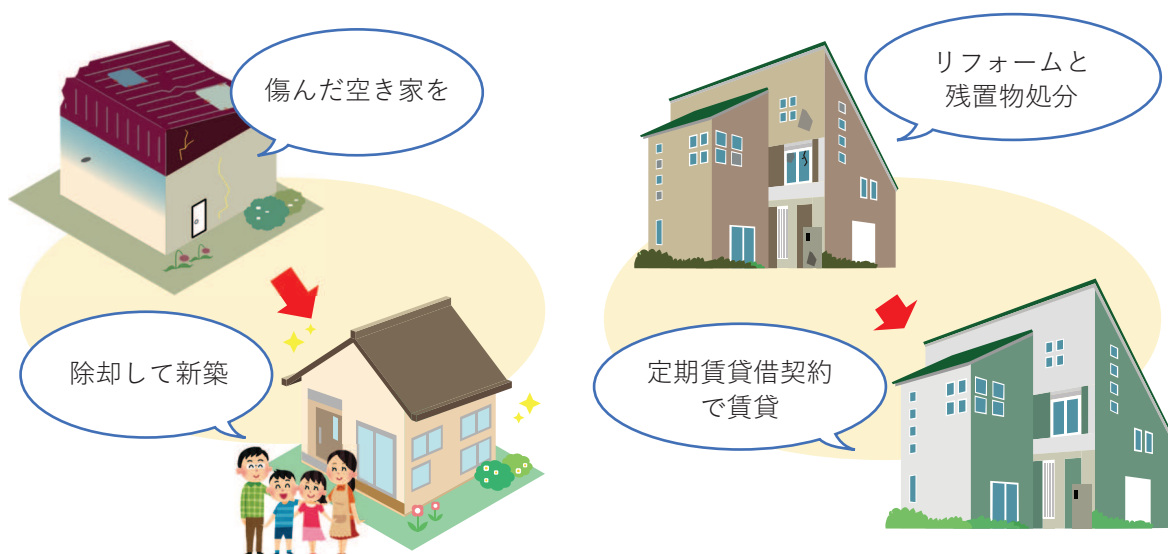 傷んだ空き家を
除却して新築
リフォームと
残置物処分
定期賃貸借契約
で賃貸